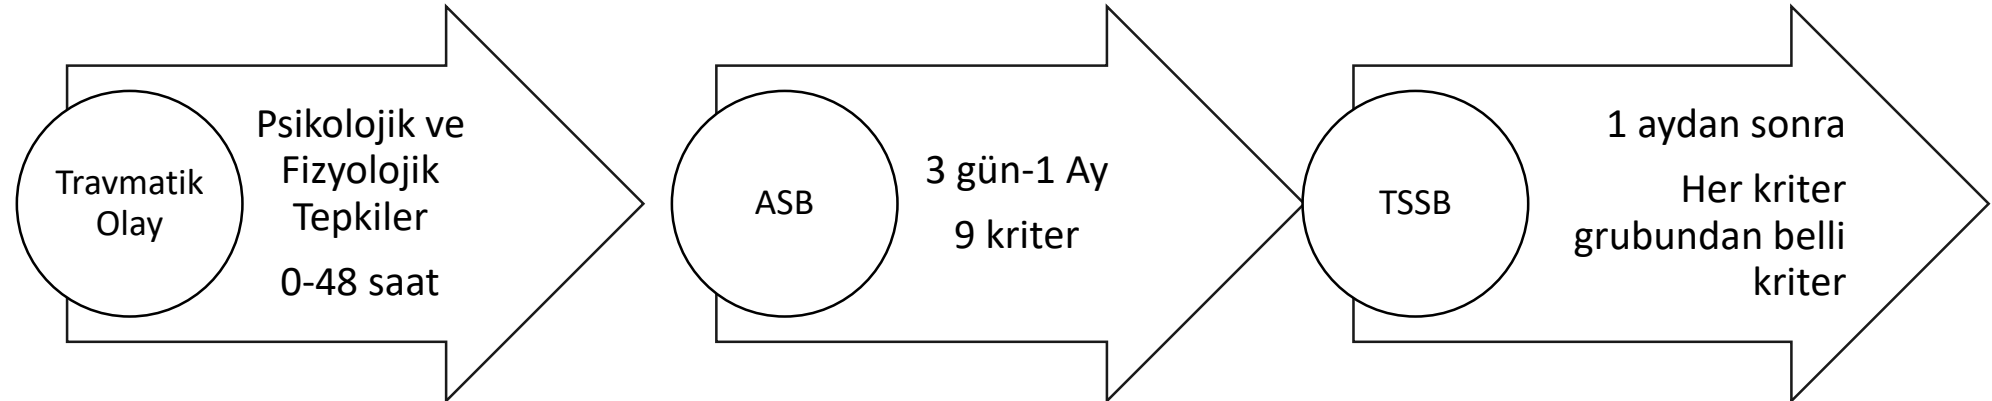 Travmatik
Olay
Psikolojik ve
Fizyolojik
Tepkiler
0-48 saat
ASB
3 gün-1 Ay
9 kriter
TSSB
1 aydan sonra
Her kriter
grubundan belli
kriter